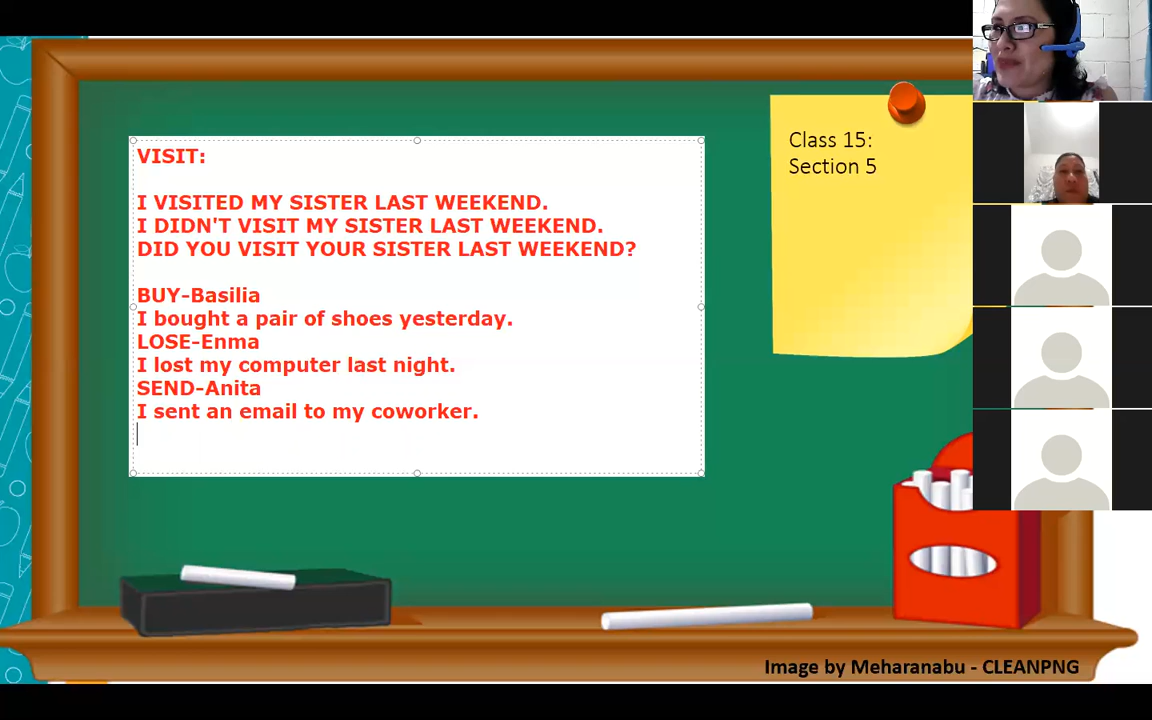 VISIT:
I VISITED MY SISTER LAST WEEKEND.
I DIDN'T VISIT MY SISTER LAST WEEKEND.
DID YOU VISIT YOUR SISTER LAST WEEKEND?
BUY-Basilia
I bought a pair of shoes yesterday.
LOSE-Enma
I lost my computer last night.
SEND-Anita
I sent an email to my coworker.
Class 15:
Section 5
Image by Meharanabu - CLEANPNG